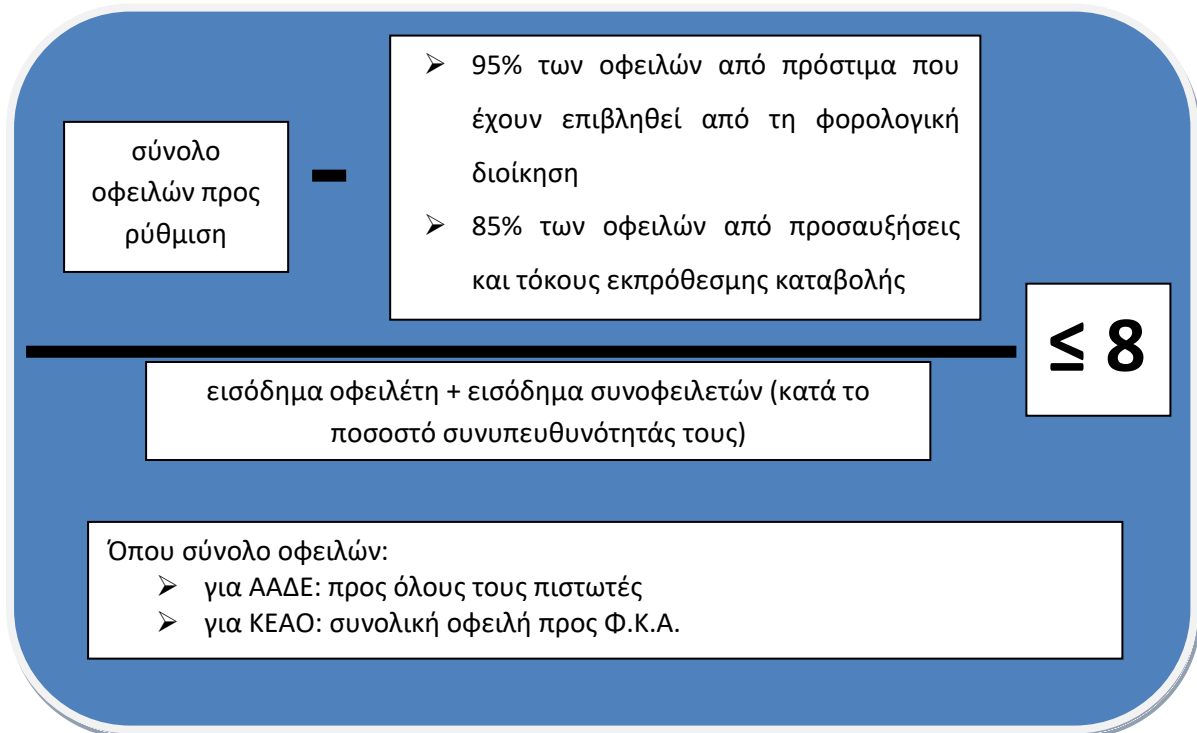 σύνολο
οφειλών προς
ρύθμιση
-
➢ 95% των οφειλών από πρόστιμα που
έχουν επιβληθεί από τη φορολογική
διοίκηση
➢ 85% των οφειλών από προσαυξήσεις
και τόκους εκπρόθεσμης καταβολής
≤ 8
εισόδημα οφειλέτη + εισόδημα συνοφειλετών (κατά το
ποσοστό συνυπευθυνότητάς τους)
Όπου σύνολο οφειλών:
➢ για ΑΑΔΕ: προς όλους τους πιστωτές
➢ για ΚΕΑΟ: συνολική οφειλή προς Φ.Κ.Α.